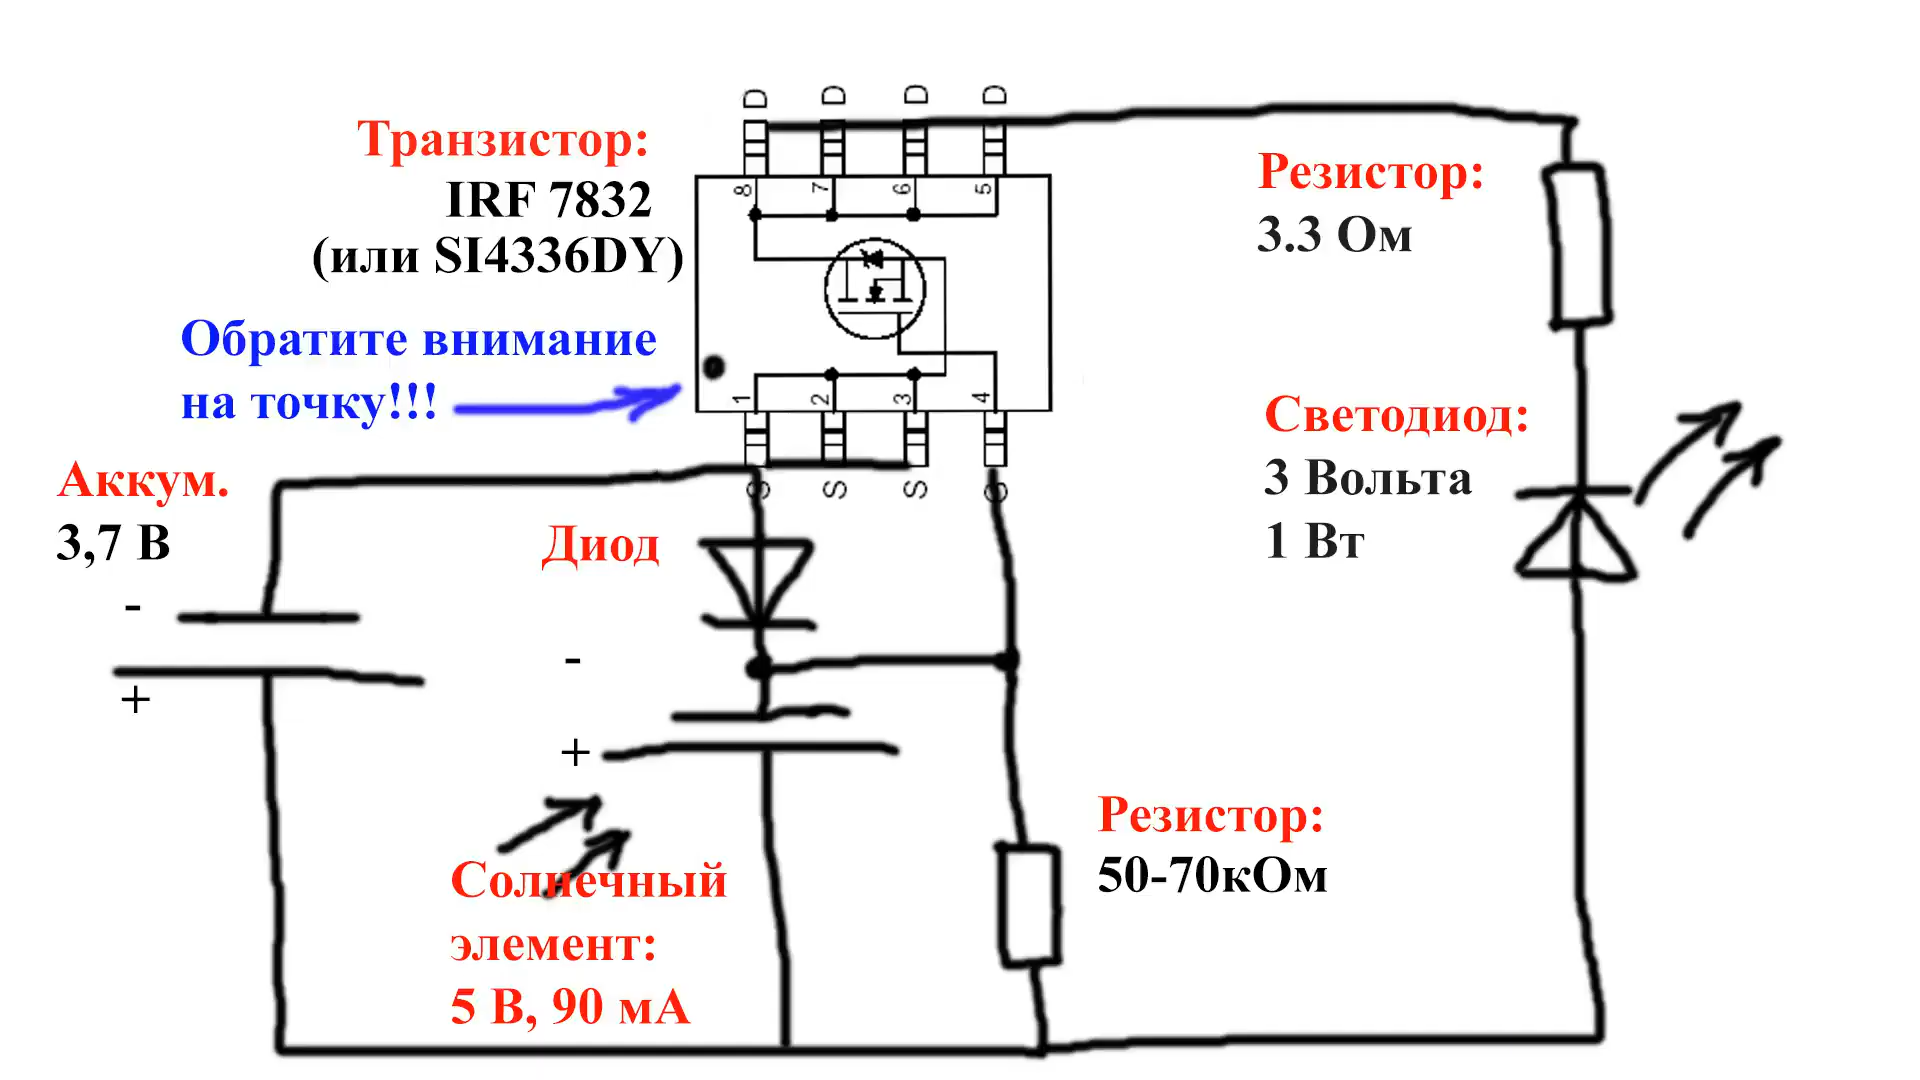 D D D D
Транзистор:
IRF 7832
(или SI4336DY)
8 7 6 5
Резистор:
3.3 Ом
Обратите внимание
на точку!!!
1 2 3 4
S S S G
Аккум.
3,7 В
-
+
Диод
-
+
Светодиод:
3 Вольта
1 Вт
Солнечный
элемент:
5 В, 90 мА
Резистор:
50-70кОм